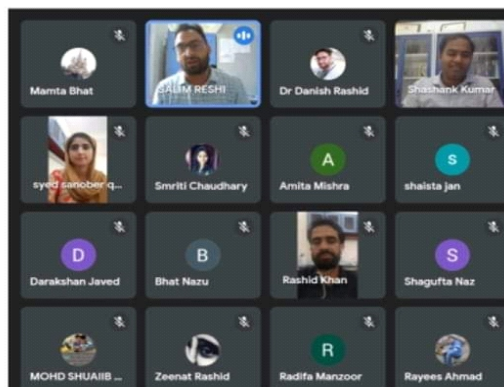 Mamta Bhat
SALIM RESHI
Dr Danish Rashid
Shashank Kumar
syed sanober q...
Smriti Chaudhary
A
Amita Mishra
s
shaista jan
D
Darakshan Javed
B
Bhat Nazu
Rashid Khan
S
Shagufta Naz
MOHD SHUAIIB ...
Zeenat Rashid
R
Radifa Manzoor
Rayees Ahmad